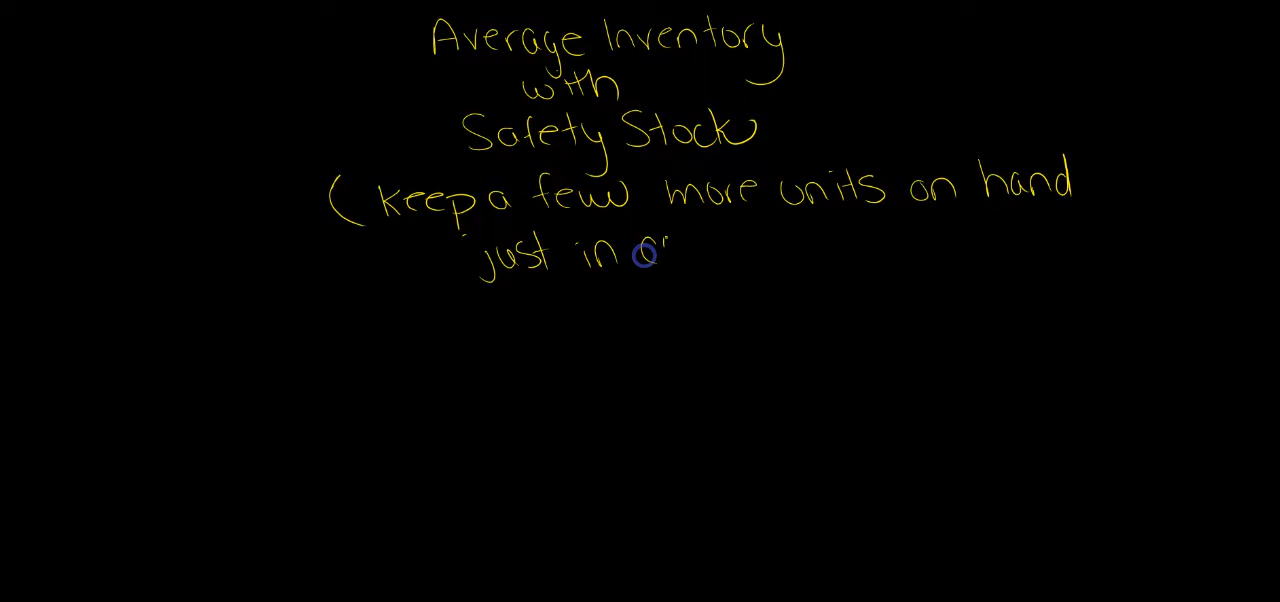 Average Inventory
with
Safety Stock
(keep a few more units on hand
just in